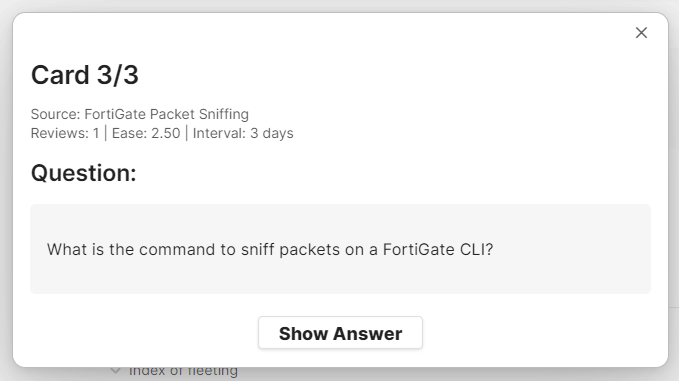 Card 3/3
Source: FortiGate Packet Sniffing
Reviews: 1 | Ease: 2.50 | Interval: 3 days
Question:
What is the command to sniff packets on a FortiGate CLI?
Show Answer
Index of fleeting